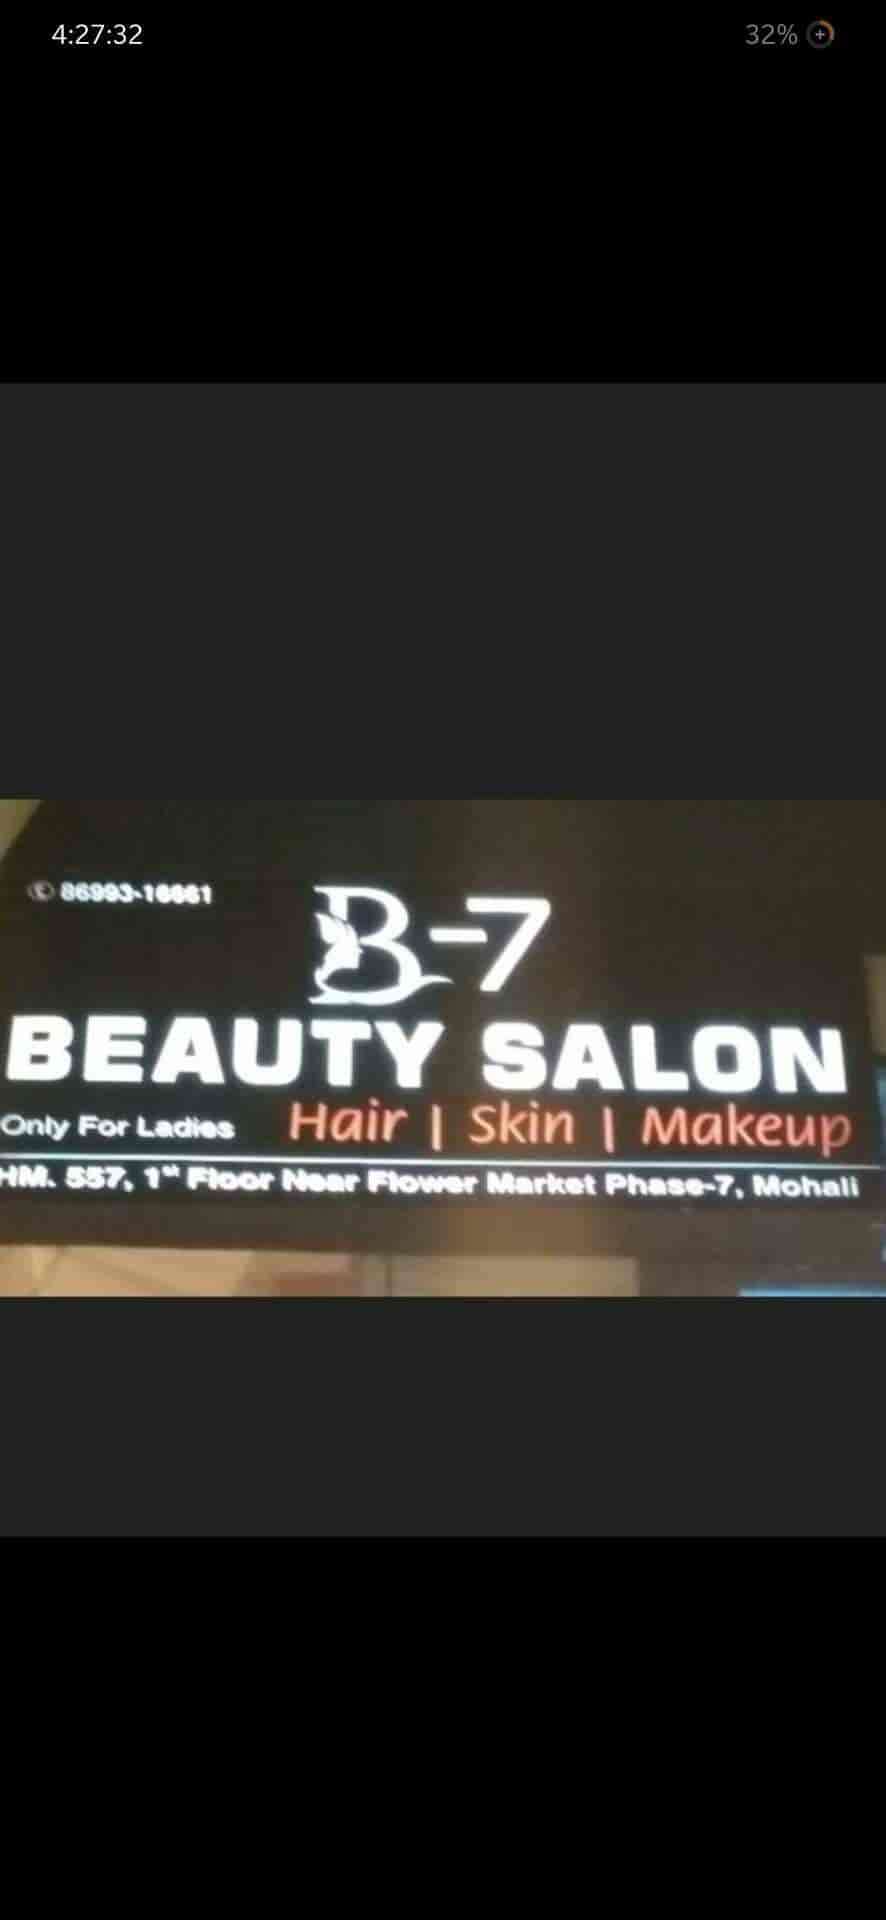 4:27:32
32%
B-7
BEAUTY SALON
Only For Ladies Hair | Skin | Makeup
HM. 557, 1st Floor Near Flower Market Phase-7, Mohali